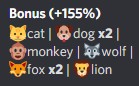 Bonus (+155%)
🐱cat | 🐶dog x2 |
🐵monkey | 🐺wolf |
🦊fox x2 | 🦁lion